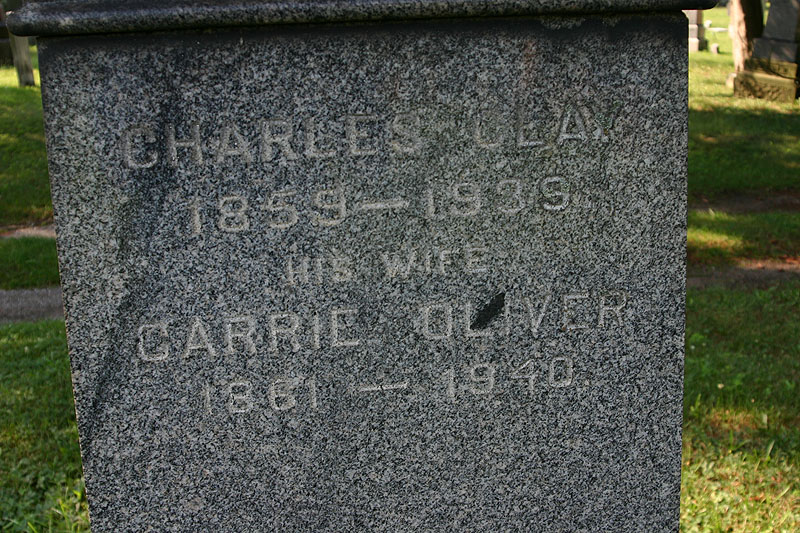 CHARLES CLAY
1859—1939.
HIS WIFE
CARRIE OLIVER
1861 — 1940.